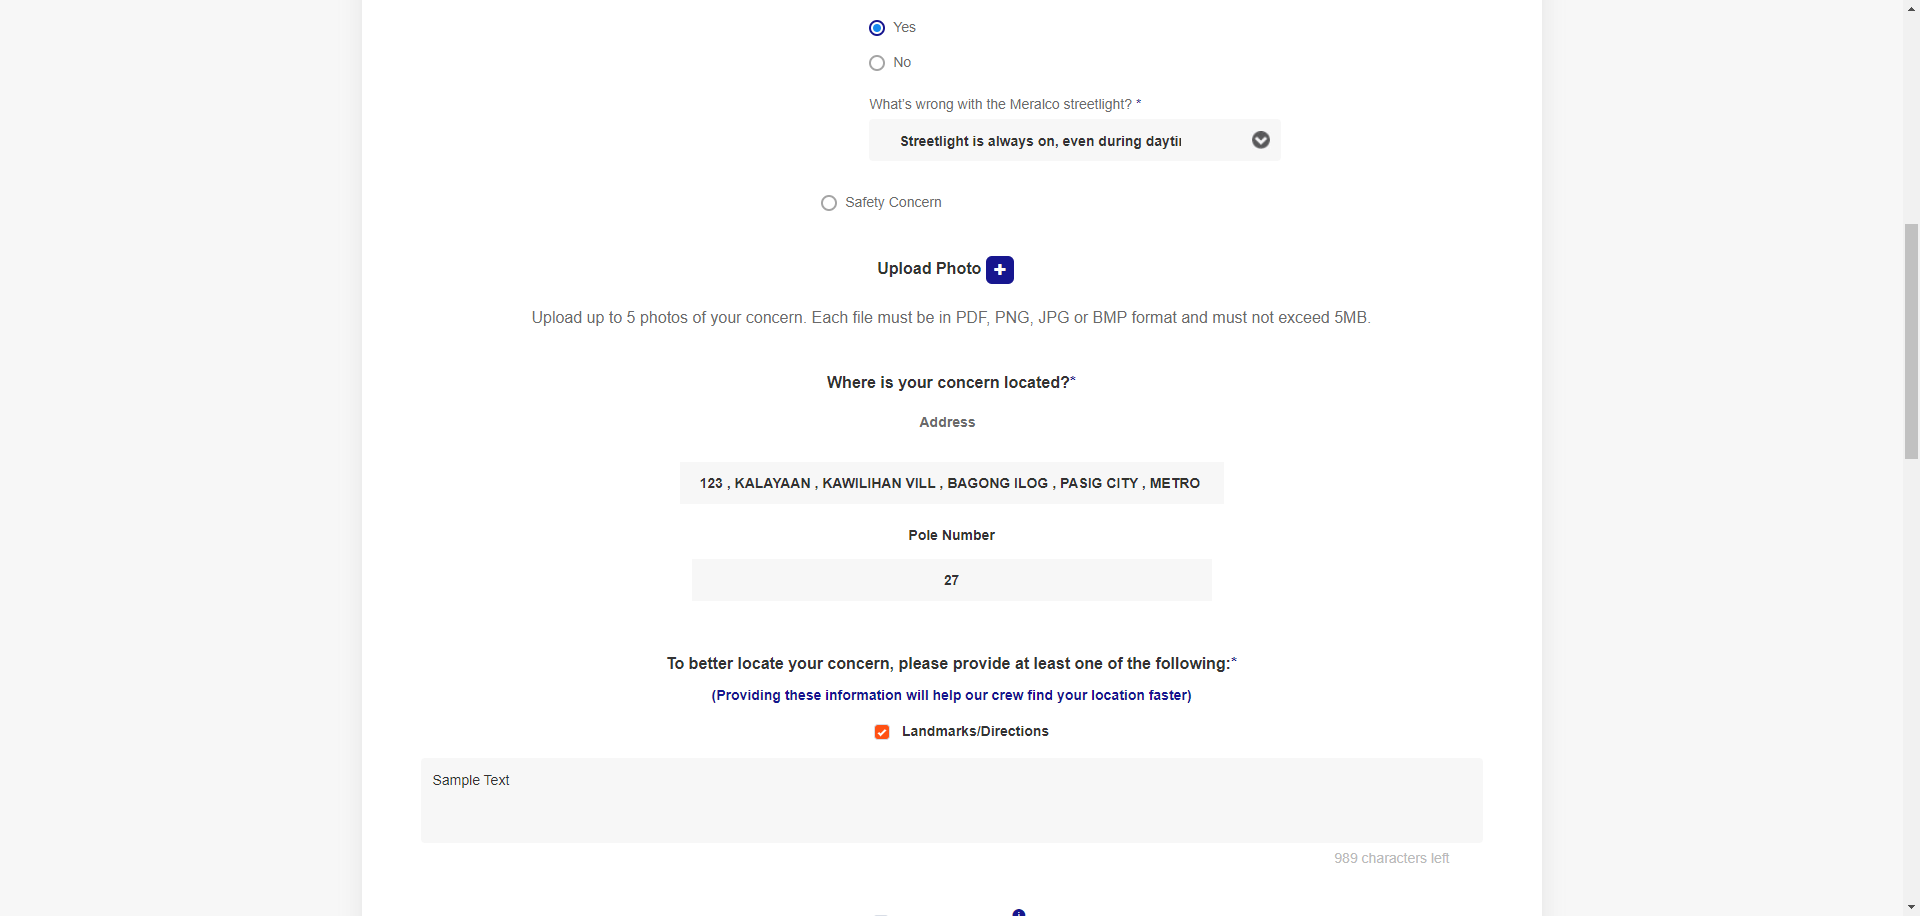 Yes
No
What's wrong with the Meralco streetlight? *
Streetlight is always on, even during dayti
Safety Concern
Upload Photo
Upload up to 5 photos of your concern. Each file must be in PDF, PNG, JPG or BMP format and must not exceed 5MB.
Where is your concern located?*
Address
123 , KALAYAAN , KAWILIHAN VILL , BAGONG ILOG , PASIG CITY , METRO
Pole Number
27
To better locate your concern, please provide at least one of the following:*
(Providing these information will help our crew find your location faster)
Landmarks/Directions
Sample Text
989 characters left